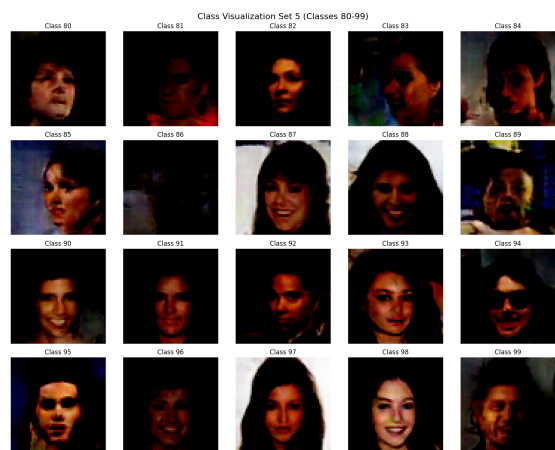 Class Visualization Set 5 (Classes 80-99)
Class 80 Class 81 Class 82 Class 83 Class 84
Class 85 Class 86 Class 87 Class 88 Class 89
Class 90 Class 91 Class 92 Class 93 Class 94
Class 95 Class 96 Class 97 Class 98 Class 99